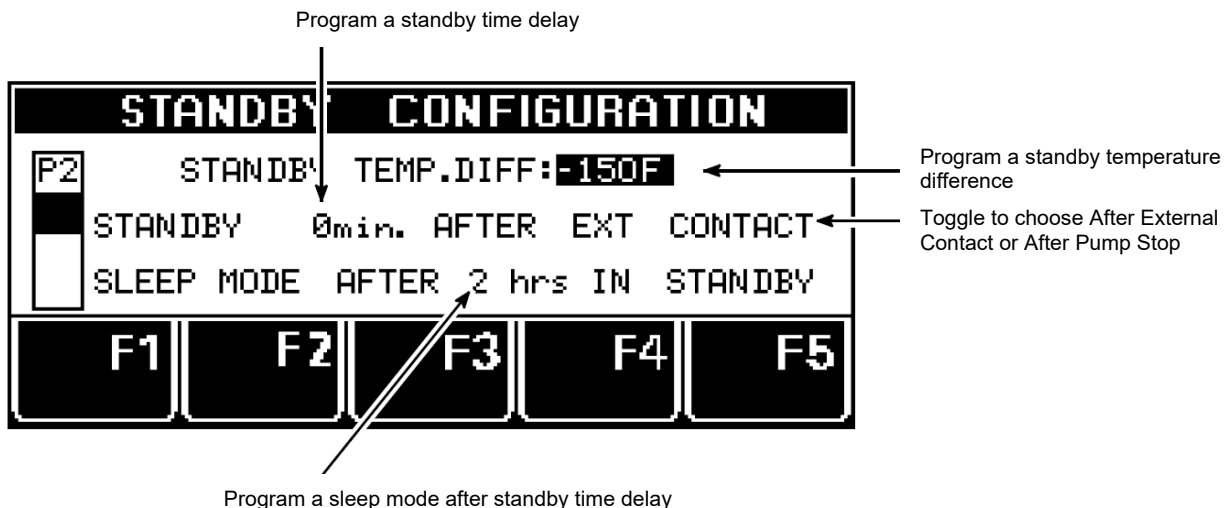 Program a standby time delay
STANDBY CONFIGURATION
P2
STANDBY TEMP.DIFF:-150F
Program a standby temperature
difference
STANDBY 0min. AFTER EXT CONTACT
Toggle to choose After External
Contact or After Pump Stop
SLEEP MODE AFTER 2 hrs IN STANDBY
F1 F2 F3 F4 F5
Program a sleep mode after standby time delay